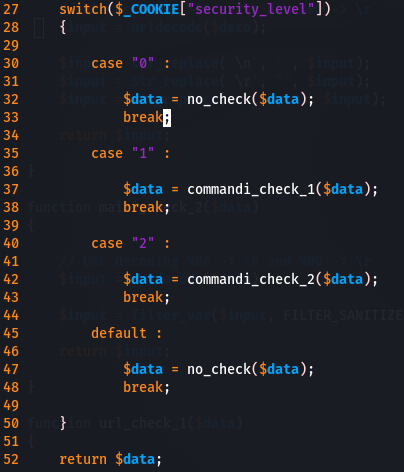 27 switch($_COOKIE["security_level"])
28 {
29
30 case "0" :
31
32 $data = no_check($data);
33 break;
34
35 case "1" :
36
37 $data = commandi_check_1($data);
38 break;
39
40 case "2" :
41
42 $data = commandi_check_2($data);
43 break;
44
45 default :
46
47 $data = no_check($data);
48 break;
49
50 }
51
52 return $data;